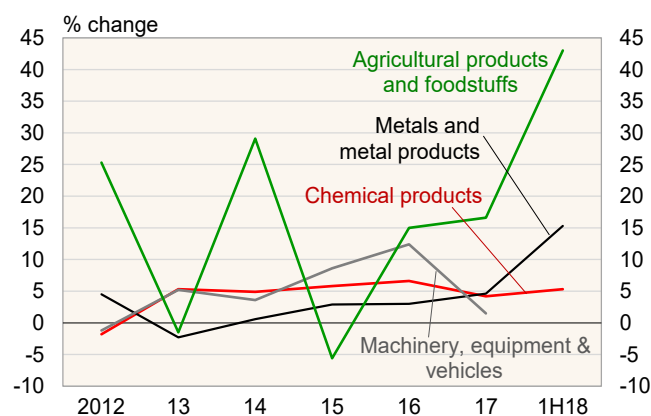 % change
45
45
40
40
35
35
30
30
25
25
20
20
15
15
10
10
5
5
0
0
-5
-5
-10
-10
Agricultural products
and foodstuffs
Metals and
metal products
Chemical products
Machinery, equipment &
vehicles
2012 13 14 15 16 17 1H18